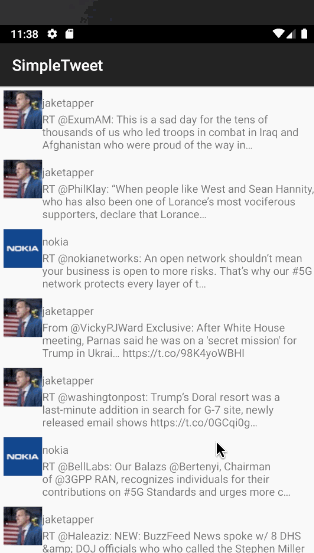 11:38
SimpleTweet
jaketapper
RT @ExumAM: This is a sad day for the tens of
thousands of us who led troops in combat in Iraq and
Afghanistan who were proud of the way in…
jaketapper
RT @PhilKlay: “When people like West and Sean Hannity,
who has also been one of Lorance’s most vociferous
supporters, declare that Lorance…
NOKIA
nokia
RT @nokianetworks: An open network shouldn't mean
your business is open to more risks. That’s why our #5G
network protects every layer of t…
jaketapper
From @VickyPJWard Exclusive: After White House
meeting, Parnas said he was on a 'secret mission' for
Trump in Ukrai… https://t.co/98K4yoWBHI
jaketapper
RT @washingtonpost: Trump’s Doral resort was a
last-minute addition in search for G-7 site, newly
released email shows https://t.co/0GCqi0g…
NOKIA
nokia
RT @BellLabs: Our Balazs @Bertenyi, Chairman
of @3GPP RAN, recognizes individuals for their
contributions on #5G Standards and urges more c…
jaketapper
RT @Haleaziz: NEW: BuzzFeed News spoke w/ 8 DHS
&amp; DOJ officials who who called the Stephen Miller